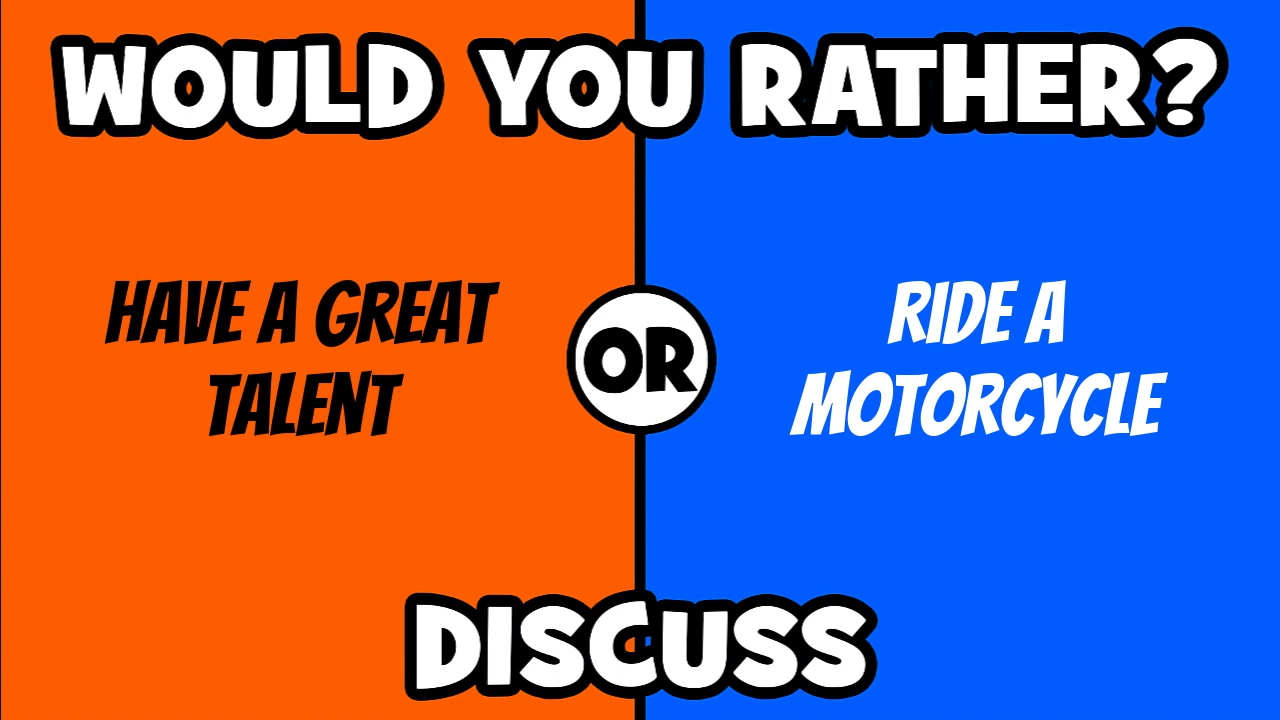 WOULD YOU RATHER?
HAVE A GREAT
TALENT
OR
RIDE A
MOTORCYCLE
DISCUSS